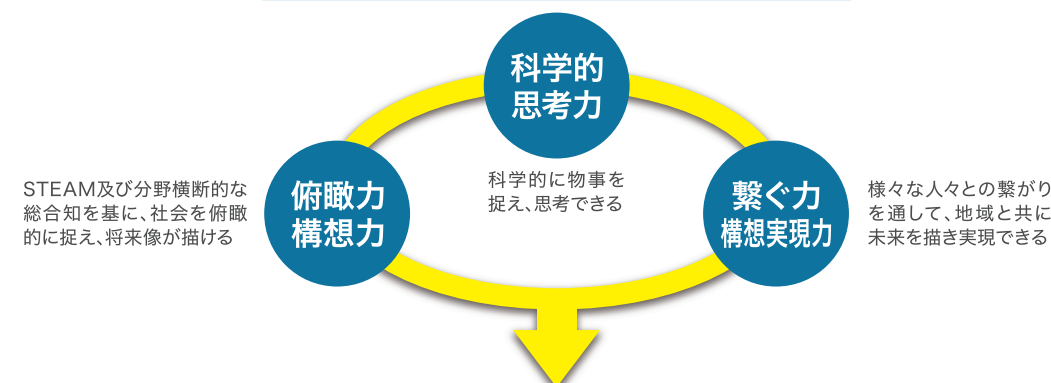 科学的
思考力
科学的に物事を
捉え、思考できる
俯瞰力
構想力
STEAM及び分野横断的な
総合知を基に、社会を俯瞰
的に捉え、将来像が描ける
繋ぐ力
構想実現力
様々な人々との繋がり
を通して、地域と共に
未来を描き実現できる